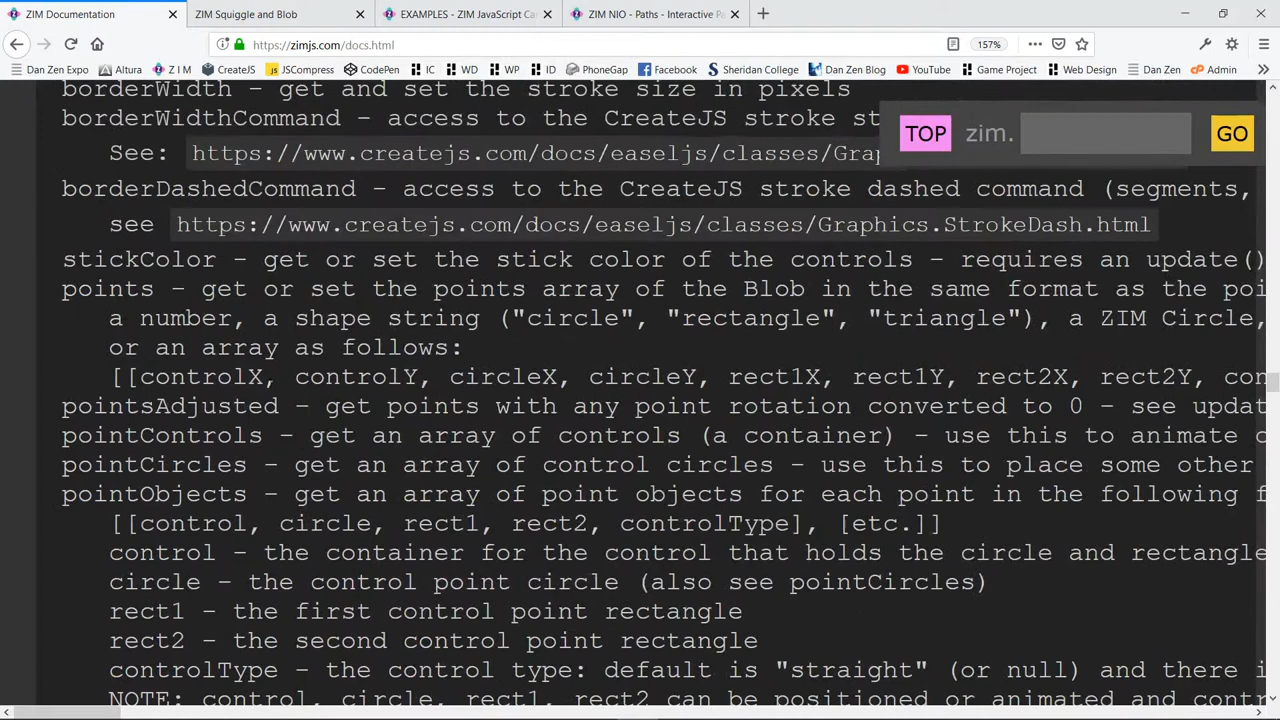 ZIM Documentation
ZIM Squiggle and Blob
EXAMPLES - ZIM JavaScript Ca
ZIM NIO - Paths - Interactive P
https://zimjs.com/docs.html
157%
Dan Zen Expo
Altura
Z I M
CreateJS
JSCompress
CodePen
IC
WD
WP
ID
PhoneGap
Facebook
Sheridan College
Dan Zen Blog
YouTube
Game Project
Web Design
Dan Zen
Admin
borderWidth - get and set the stroke size in pixels
borderWidthCommand - access to the CreateJS stroke st
TOP
zim.
GO
See: https://www.createjs.com/docs/easeljs/classes/Grap
borderDashedCommand - access to the CreateJS stroke dashed command (segments,
see https://www.createjs.com/docs/easeljs/classes/Graphics.StrokeDash.html
stickColor - get or set the stick color of the controls - requires an update()
points - get or set the points array of the Blob in the same format as the poi
a number, a shape string ("circle", "rectangle", "triangle"), a ZIM Circle,
or an array as follows:
[[controlX, controlY, circleX, circleY, rect1X, rect1Y, rect2X, rect2Y, con
pointsAdjusted - get points with any point rotation converted to 0 - see updat
pointControls - get an array of controls (a container) - use this to animate c
pointCircles - get an array of control circles - use this to place some other
pointObjects - get an array of point objects for each point in the following f
[[control, circle, rect1, rect2, controlType], [etc.]]
control - the container for the control that holds the circle and rectangle
circle - the control point circle (also see pointCircles)
rect1 - the first control point rectangle
rect2 - the second control point rectangle
controlType - the control type: default is "straight" (or null) and there i
NOTE: control, circle, rect1, rect2 can be positioned or animated and cont